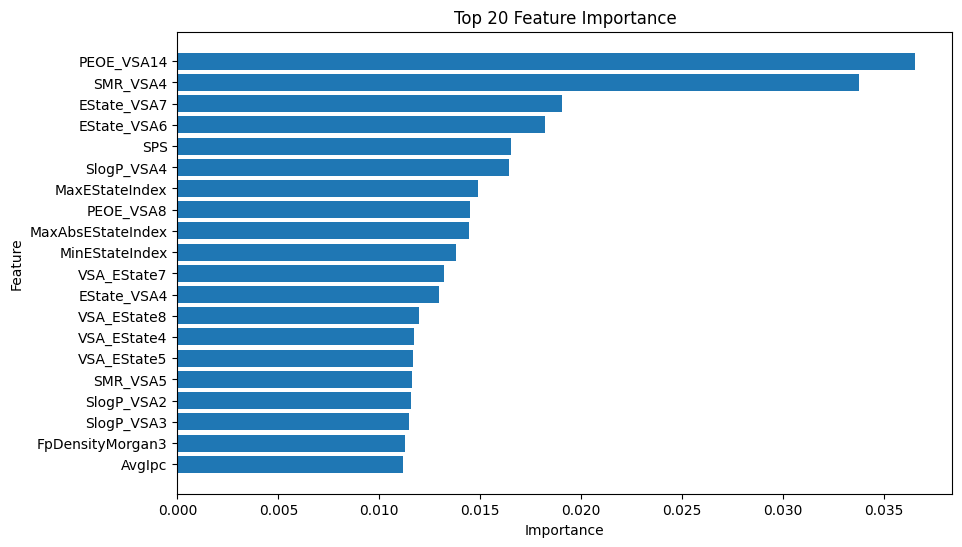 Top 20 Feature Importance
PEOE_VSA14
SMR_VSA4
EState_VSA7
EState_VSA6
SPS
SlogP_VSA4
MaxEStateIndex
PEOE_VSA8
MaxAbsEStateIndex
MinEStateIndex
VSA_EState7
EState_VSA4
VSA_EState8
VSA_EState4
VSA_EState5
SMR_VSA5
SlogP_VSA2
SlogP_VSA3
FpDensityMorgan3
AvgIpc
Feature
0.000 0.005 0.010 0.015 0.020 0.025 0.030 0.035
Importance